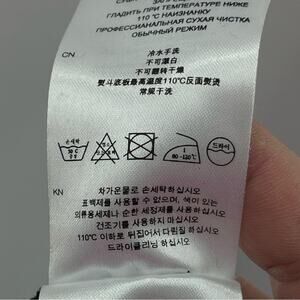 ГЛАДИТЬ ПРИ ТЕМПЕРАТУРЕ НИЖЕ
110°C НАИЗНАНКУ
ПРОФЕССИОНАЛЬНАЯ СУХАЯ ЧИСТКА
ОБЫЧНЫЙ РЕЖИМ
CN
冷水手洗
不可漂白
不可翻转干燥
熨斗底板最高温度110°C反面熨烫
常规干洗
손세탁
30°C
80-120°C
드라이
KN
차가운물로 손세탁하십시오
표백제를 사용할 수 없으며, 색이 있는
의류용세제나 순한 세정제를 사용하십시오
건조기를 사용하지 마십시오
110°C 이하로 뒤집어서 다림질 하십시오
드라이클리닝 하십시오